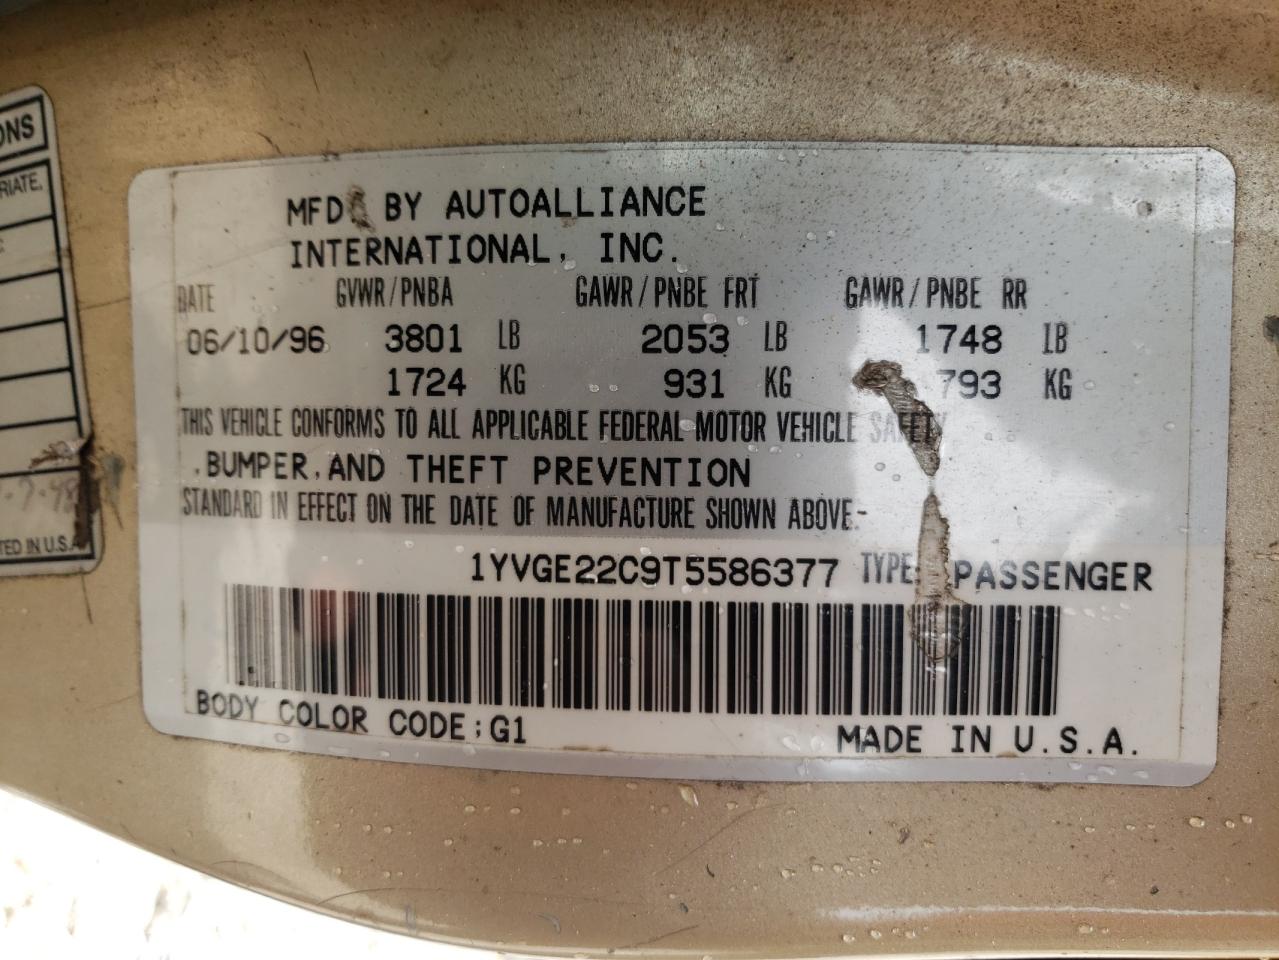 ONS
RIATE.
TED IN U.S.A.
MFD BY AUTOALLIANCE
INTERNATIONAL, INC.
DATE GVWR/PNBA GAWR/PNBE FRT GAWR/PNBE RR
06/10/96 3801 LB 2053 LB 1748 LB
1724 KG 931 KG 793 KG
THIS VEHICLE CONFORMS TO ALL APPLICABLE FEDERAL MOTOR VEHICLE SAFETY
,BUMPER,AND THEFT PREVENTION
STANDARD IN EFFECT ON THE DATE OF MANUFACTURE SHOWN ABOVE.
1YVGE22C9T5586377 TYPE PASSENGER
BODY COLOR CODE:G1
MADE IN U.S.A.